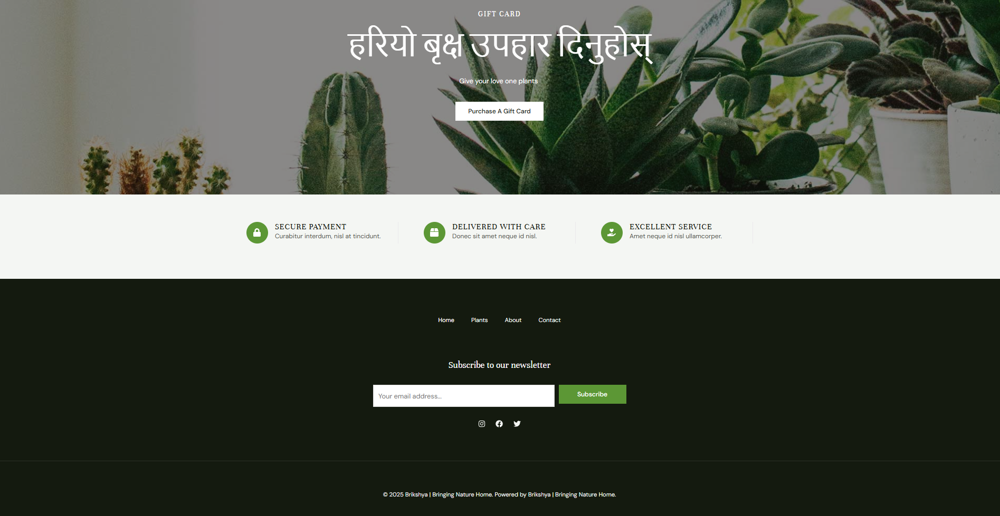 GIFT CARD
हरियो बृक्ष उपहार दिनुहोस्
Give your love one plants
Purchase A Gift Card
SECURE PAYMENT
Curabitur interdum, nisl at tincidunt.
DELIVERED WITH CARE
Donec sit amet neque id nisl.
EXCELLENT SERVICE
Amet neque id nisl ullamcorper.
Home Plants About Contact
Subscribe to our newsletter
Your email address... Subscribe
© 2025 Brikshya | Bringing Nature Home. Powered by Brikshya | Bringing Nature Home.